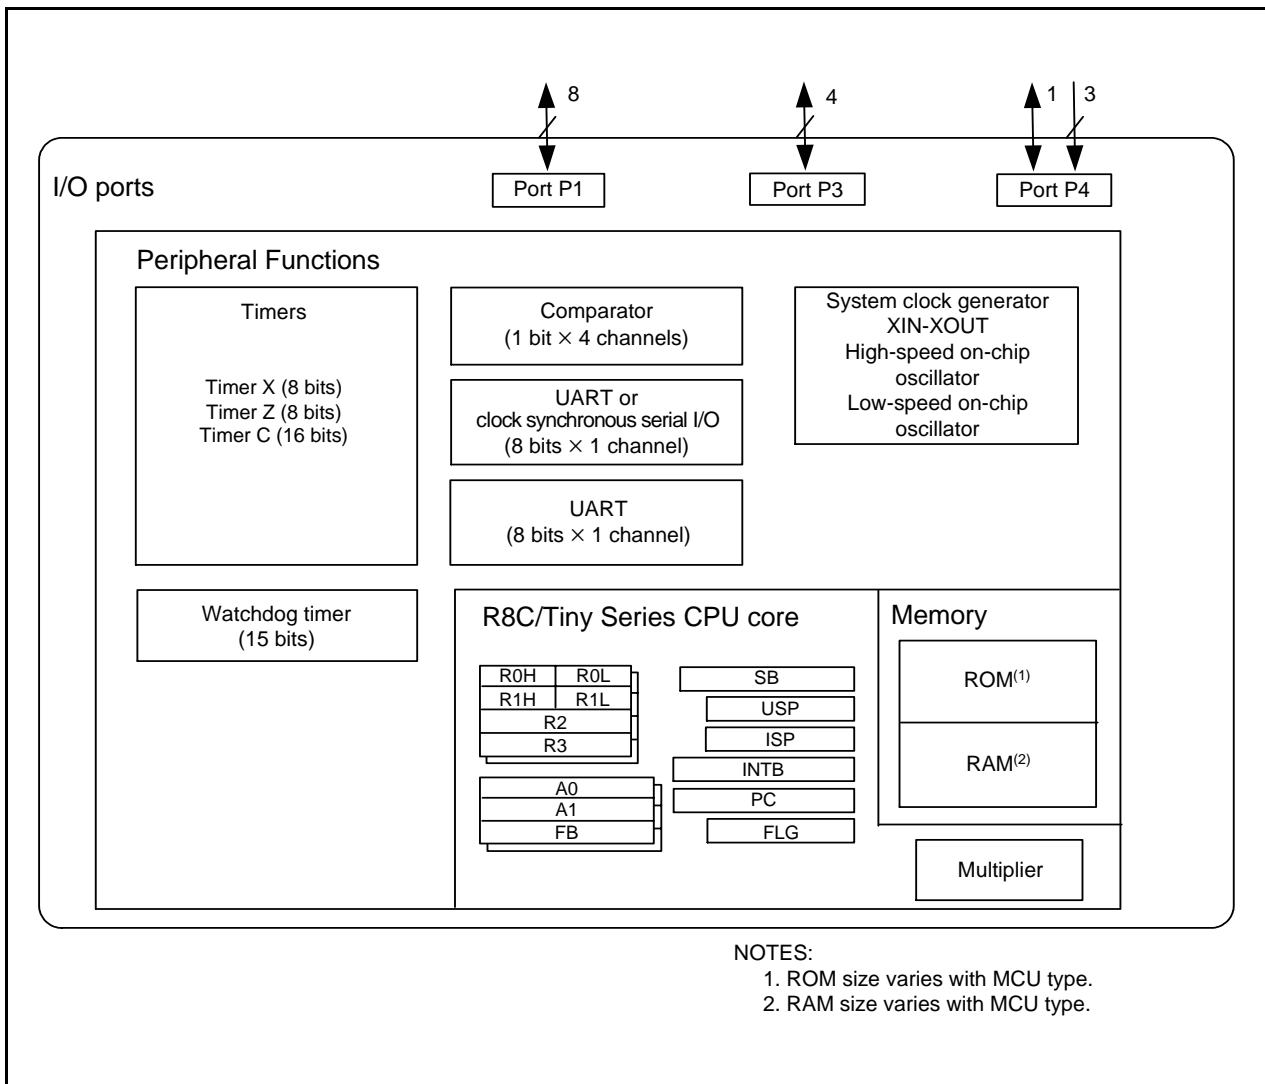 8
4
1
3
I/O ports
Port P1
Port P3
Port P4
Peripheral Functions
Timers
Timer X (8 bits)
Timer Z (8 bits)
Timer C (16 bits)
Comparator
(1 bit × 4 channels)
UART or
clock synchronous serial I/O
(8 bits × 1 channel)
UART
(8 bits × 1 channel)
System clock generator
XIN-XOUT
High-speed on-chip
oscillator
Low-speed on-chip
oscillator
Watchdog timer
(15 bits)
R8C/Tiny Series CPU core
R0H
R0L
R1H
R1L
R2
R3
A0
A1
FB
SB
USP
ISP
INTB
PC
FLG
Memory
ROM(1)
RAM(2)
Multiplier
NOTES:
1. ROM size varies with MCU type.
2. RAM size varies with MCU type.